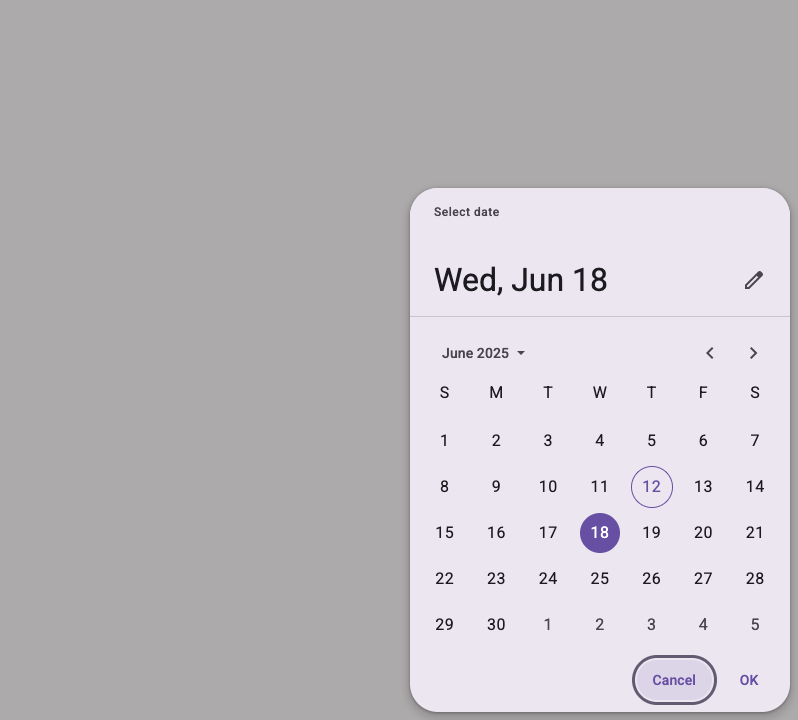 Select date
Wed, Jun 18
June 2025
S M T W T F S
1 2 3 4 5 6 7
8 9 10 11 12 13 14
15 16 17 18 19 20 21
22 23 24 25 26 27 28
29 30 1 2 3 4 5
Cancel OK